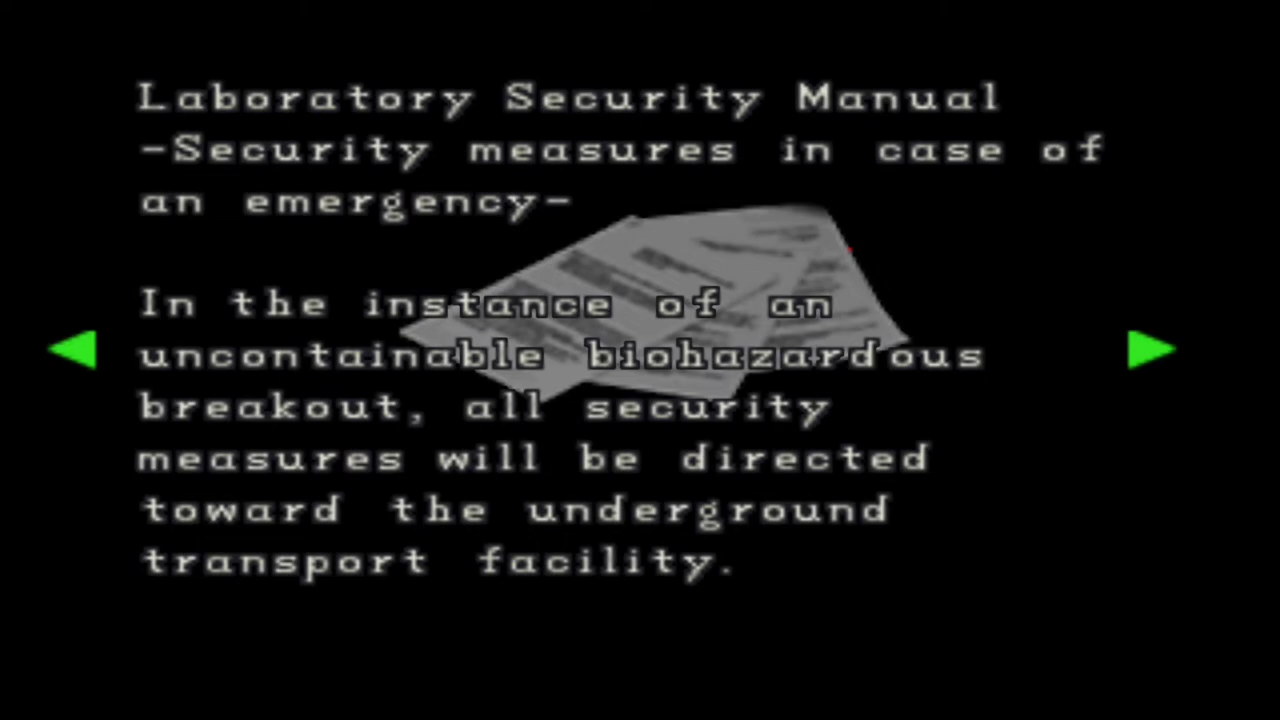 Laboratory Security Manual
-Security measures in case of
an emergency-
In the instance of an
uncontainable biohazardous
breakout, all security
measures will be directed
toward the underground
transport facility.